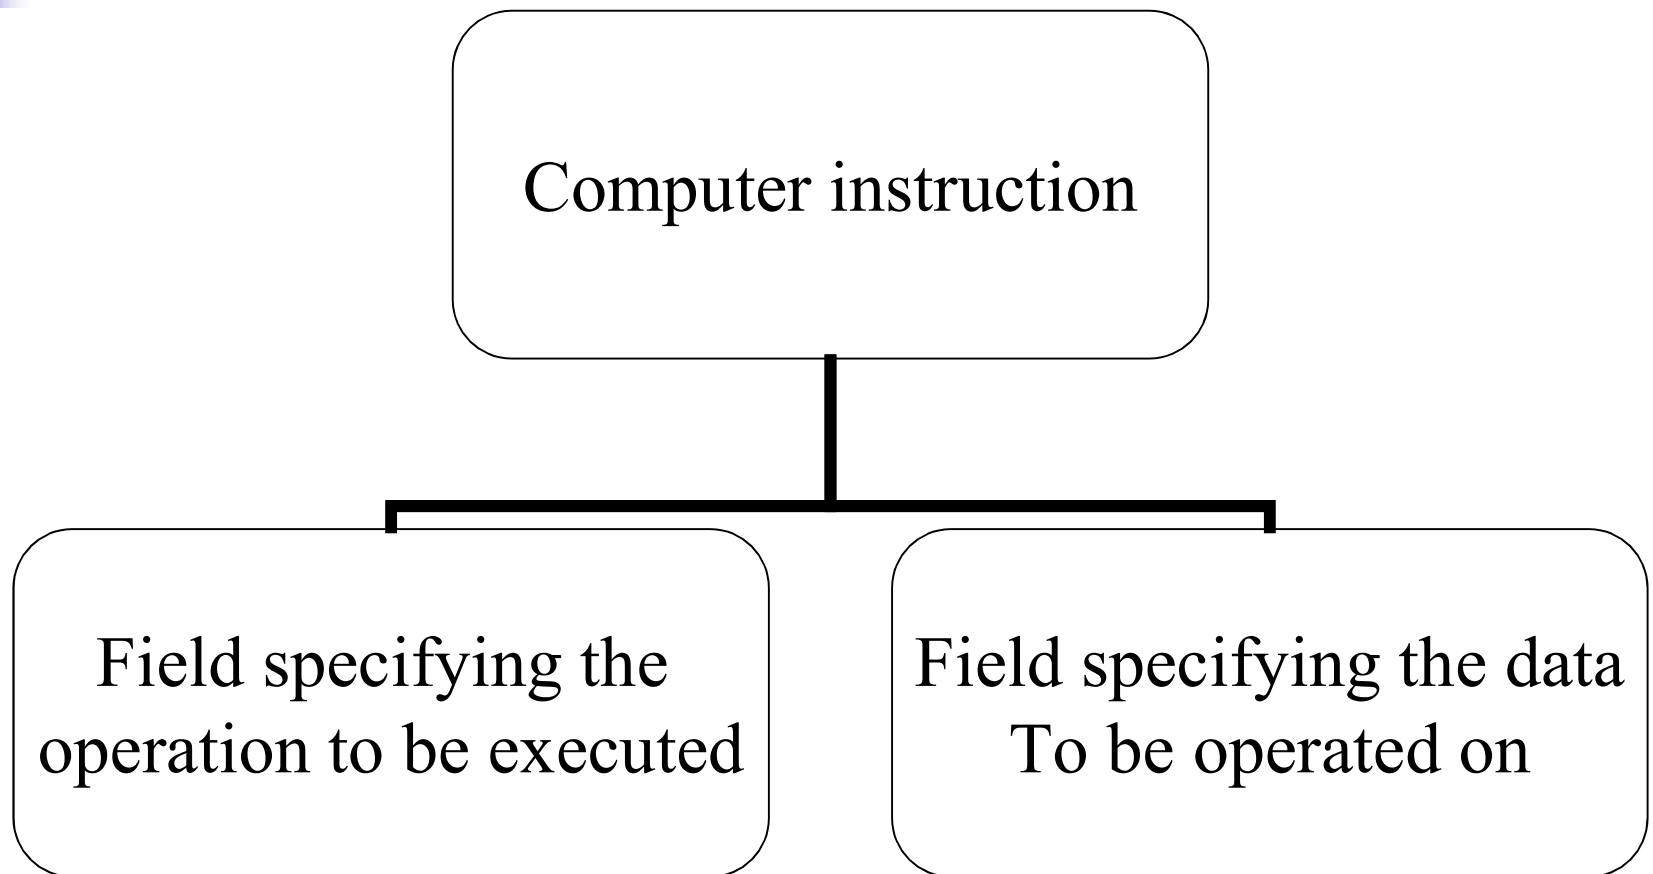 Computer instruction
Field specifying the
operation to be executed
Field specifying the data
To be operated on